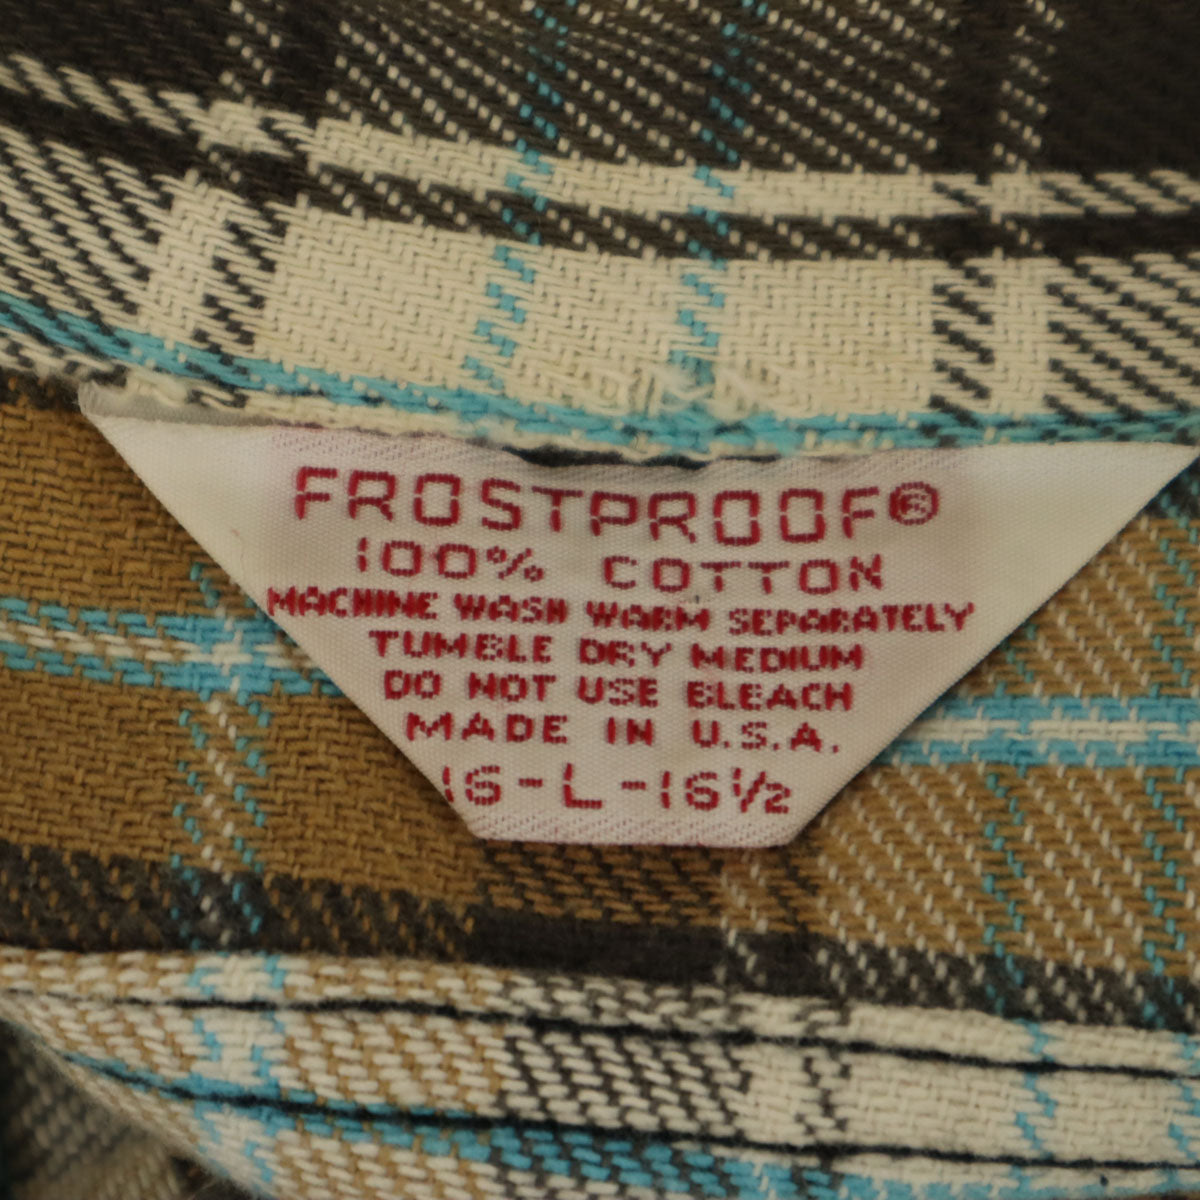 FROSTPROOF®
100% COTTON
MACHINE WASH WARM SEPARATELY
TUMBLE DRY MEDIUM
DO NOT USE BLEACH
MADE IN U.S.A.
16-L-16½